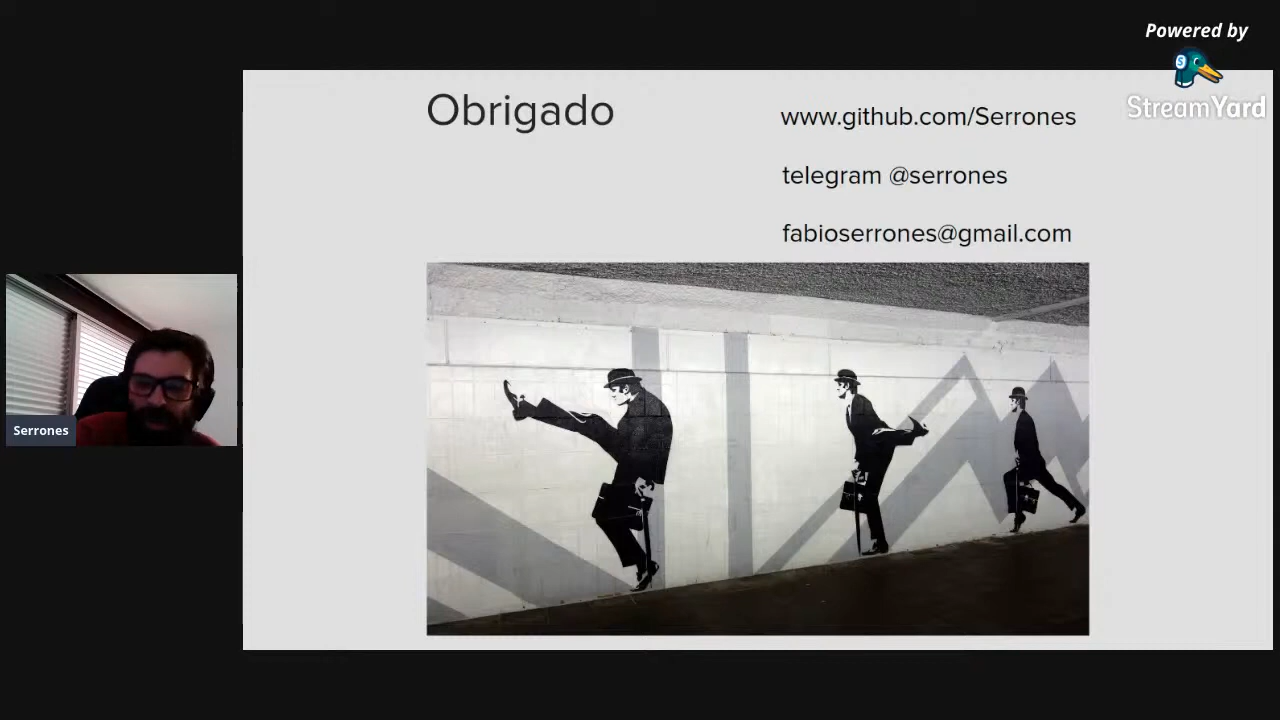 Powered by
StreamYard
Obrigado
www.github.com/Serrones
telegram @serrones
fabioserrones@gmail.com
Serrones